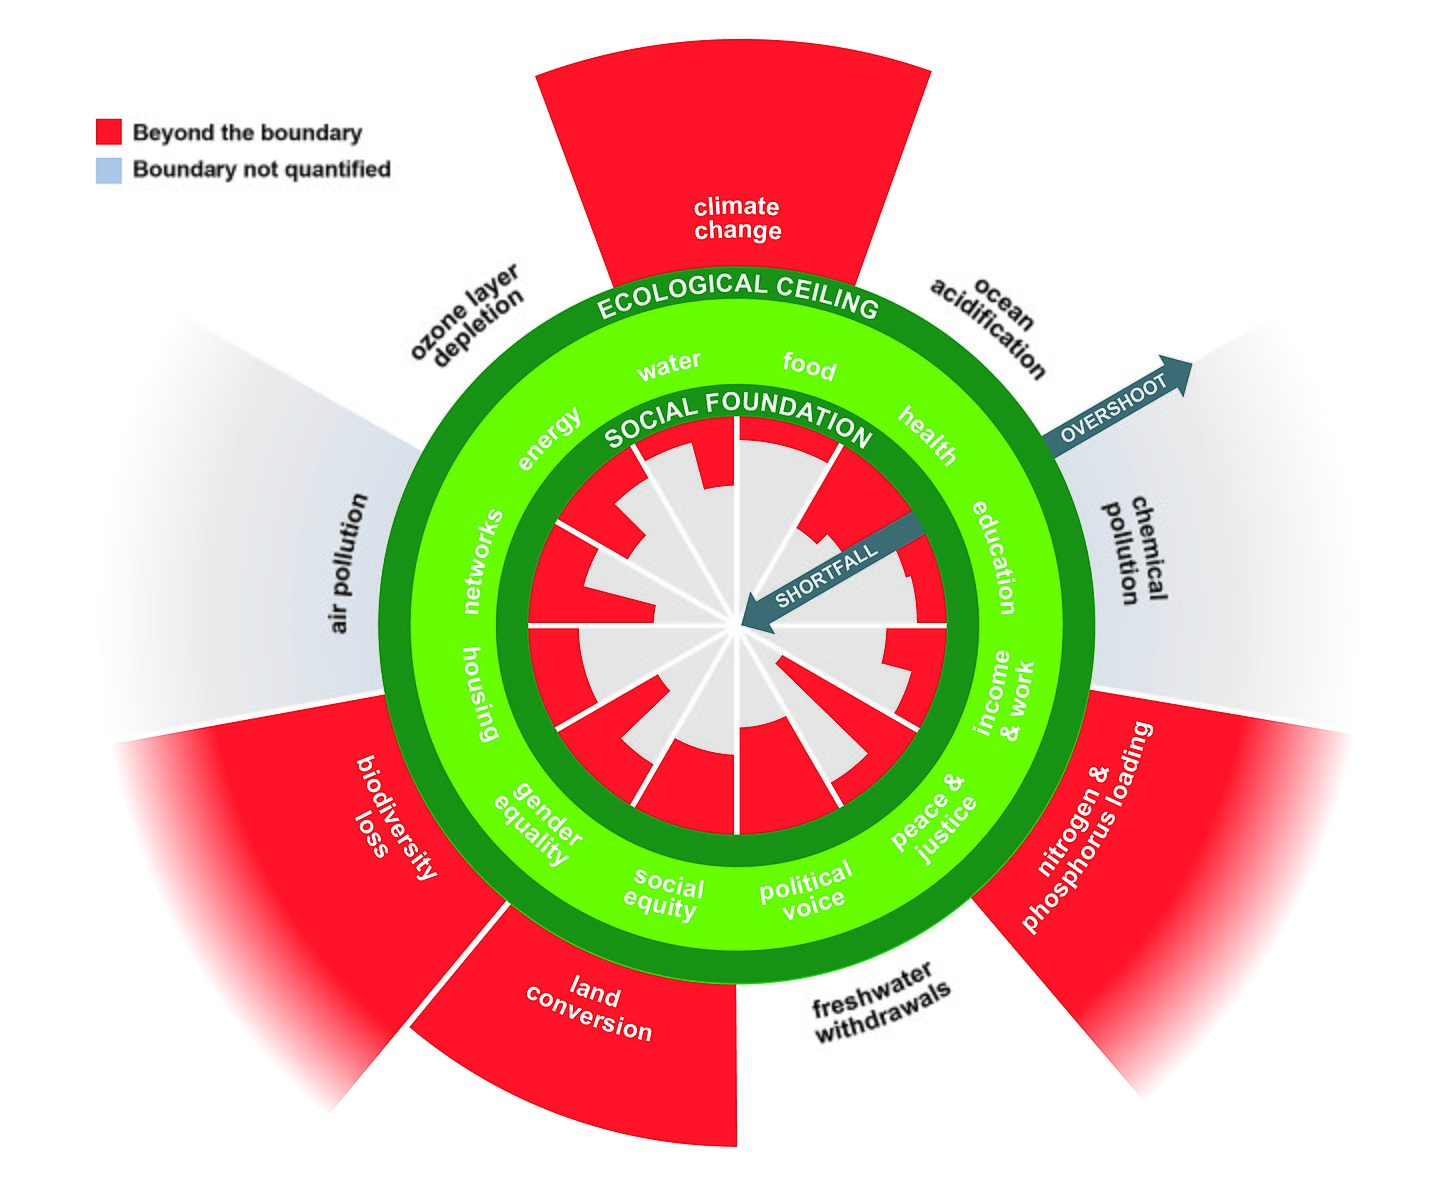 Beyond the boundary
Boundary not quantified
climate
change
ozone layer
depletion
ocean
acidification
ECOLOGICAL CEILING
water
food
energy
health
SOCIAL FOUNDATION
OVERSHOOT
air pollution
networks
education
chemical
pollution
SHORTFALL
housing
income
& work
biodiversity
loss
nitrogen &
phosphorus loading
gender
equality
peace &
justice
social
equity
political
voice
land
conversion
freshwater
withdrawals